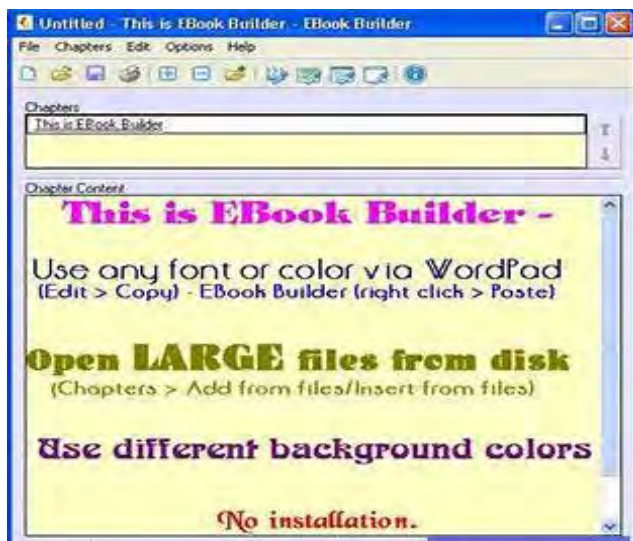 Untitled - This is EBook Builder - EBook Builder
File Chapters Edit Options Help
Chapters
This is EBook Builder
Chapter Content
This is EBook Builder -
Use any font or color via WordPad
(Edit > Copy) - EBook Builder (right click > Paste)
Open LARGE files from disk
(Chapters > Add from files/Insert from files)
Use different background colors
No installation.